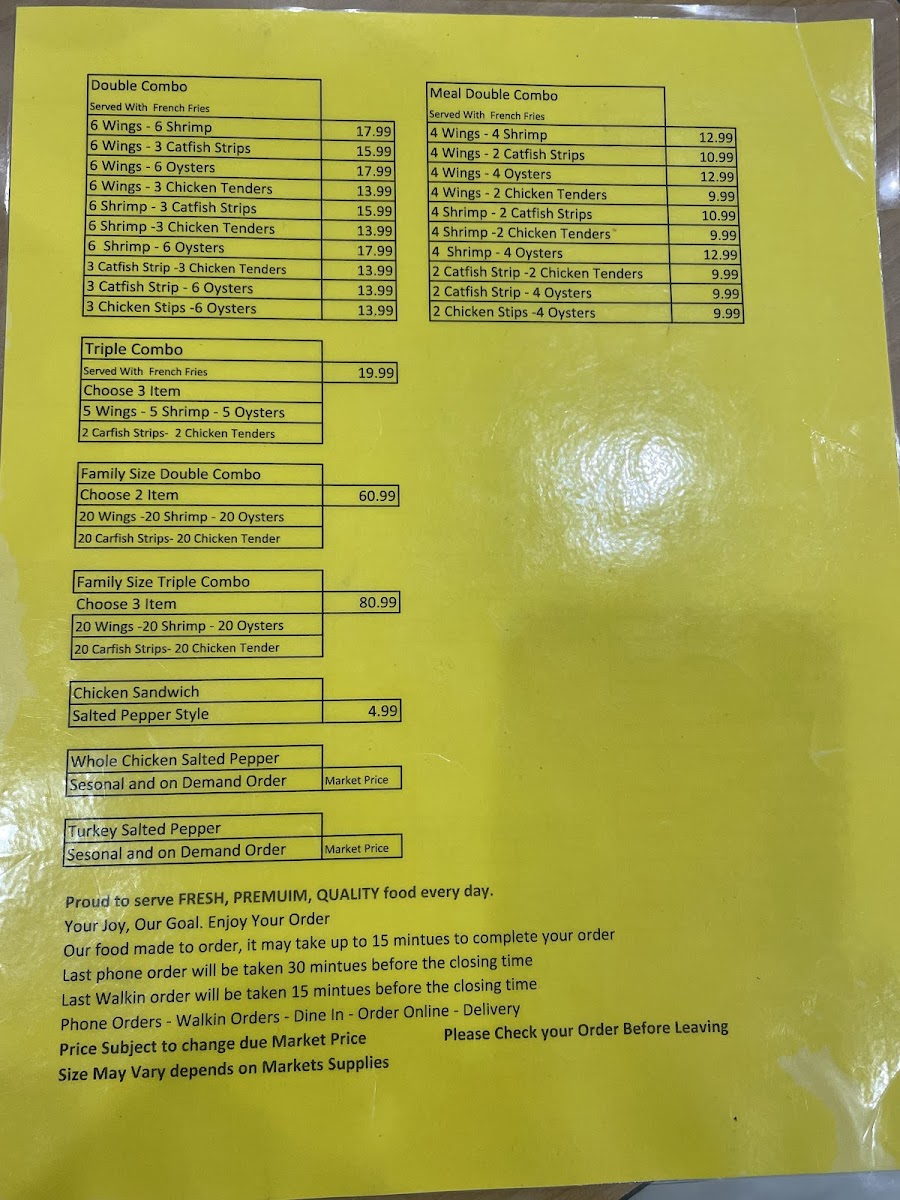 Double Combo
Served With French Fries
6 Wings - 6 Shrimp 17.99
6 Wings - 3 Catfish Strips 15.99
6 Wings - 6 Oysters 17.99
6 Wings - 3 Chicken Tenders 13.99
6 Shrimp - 3 Catfish Strips 15.99
6 Shrimp -3 Chicken Tenders 13.99
6 Shrimp - 6 Oysters 17.99
3 Catfish Strip -3 Chicken Tenders 13.99
3 Catfish Strip - 6 Oysters 13.99
3 Chicken Stips -6 Oysters 13.99
Meal Double Combo
Served With French Fries
4 Wings - 4 Shrimp 12.99
4 Wings - 2 Catfish Strips 10.99
4 Wings - 4 Oysters 12.99
4 Wings - 2 Chicken Tenders 9.99
4 Shrimp - 2 Catfish Strips 10.99
4 Shrimp -2 Chicken Tenders 9.99
4 Shrimp - 4 Oysters 12.99
2 Catfish Strip -2 Chicken Tenders 9.99
2 Catfish Strip - 4 Oysters 9.99
2 Chicken Stips -4 Oysters 9.99
Triple Combo
Served With French Fries 19.99
Choose 3 Item
5 Wings - 5 Shrimp - 5 Oysters
2 Carfish Strips- 2 Chicken Tenders
Family Size Double Combo
Choose 2 Item 60.99
20 Wings -20 Shrimp - 20 Oysters
20 Carfish Strips- 20 Chicken Tender
Family Size Triple Combo
Choose 3 Item 80.99
20 Wings -20 Shrimp - 20 Oysters
20 Carfish Strips- 20 Chicken Tender
Chicken Sandwich
Salted Pepper Style 4.99
Whole Chicken Salted Pepper
Sesonal and on Demand Order Market Price
Turkey Salted Pepper
Sesonal and on Demand Order Market Price
Proud to serve FRESH, PREMUIM, QUALITY food every day.
Your Joy, Our Goal. Enjoy Your Order
Our food made to order, it may take up to 15 mintues to complete your order
Last phone order will be taken 30 mintues before the closing time
Last Walkin order will be taken 15 mintues before the closing time
Phone Orders - Walkin Orders - Dine In - Order Online - Delivery
Price Subject to change due Market Price Please Check your Order Before Leaving
Size May Vary depends on Markets Supplies